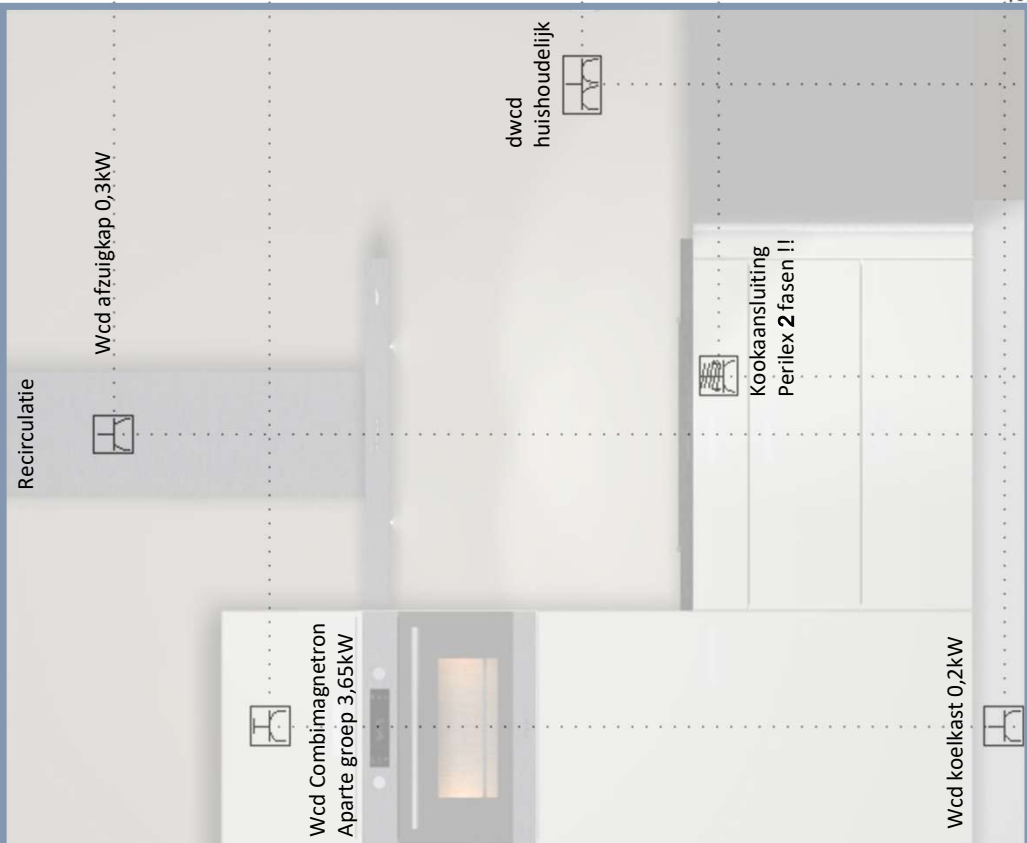 Recirculatie
Wcd afzuigkap 0,3kW
dwcd
huishoudelijk
Wcd Combimagnetron
Aparte groep 3,65kW
Kookaansluiting
Perilex 2 fasen !!
Wcd koelkast 0,2kW